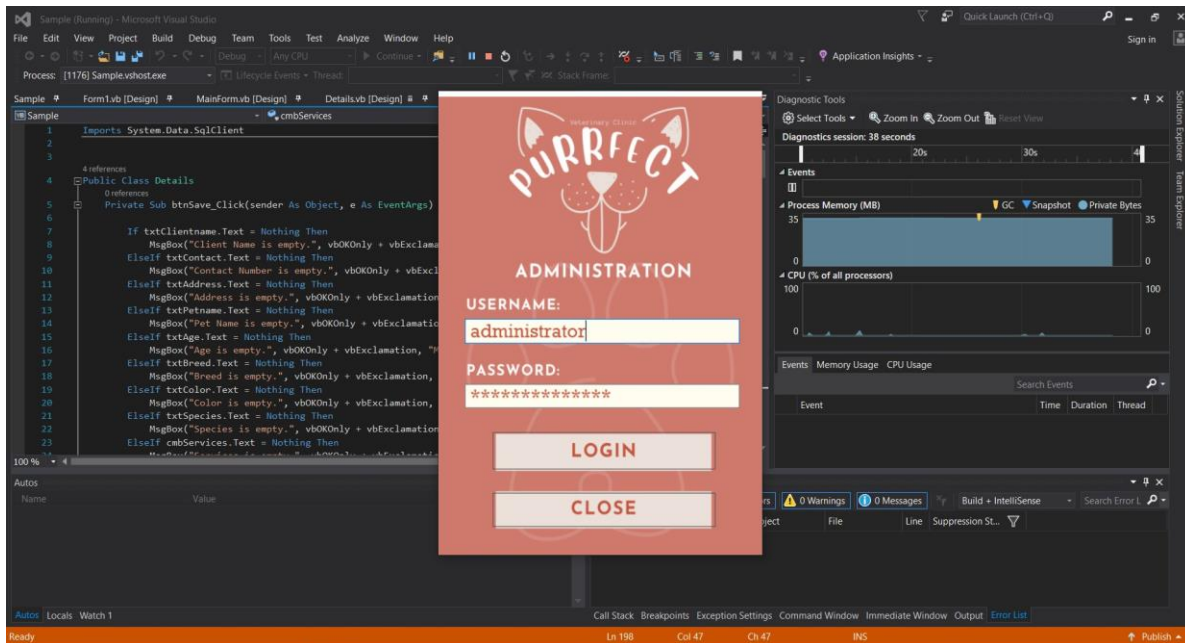 Sample (Running) - Microsoft Visual Studio
Quick Launch (Ctrl+Q)
File Edit View Project Build Debug Team Tools Test Analyze Window Help
Sign in
Debug Any CPU Continue Application Insights
Process: [1176] Sample.vshost.exe Lifecycle Events Thread: Stack Frame:
Sample Form1.vb [Design] MainForm.vb [Design] Details.vb [Design]
Sample cmbServices
1 Imports System.Data.SqlClient
2
3
4 references
4 Public Class Details
0 references
5 Private Sub btnSave_Click(sender As Object, e As EventArgs)
6
7 If txtClientname.Text = Nothing Then
8 MsgBox("Client Name is empty.", vbOKOnly + vbExclama
9 ElseIf txtContact.Text = Nothing Then
10 MsgBox("Contact Number is empty.", vbOKOnly + vbExcl
11 ElseIf txtAddress.Text = Nothing Then
12 MsgBox("Address is empty.", vbOKOnly + vbExclamation
13 ElseIf txtPetname.Text = Nothing Then
14 MsgBox("Pet Name is empty.", vbOKOnly + vbExclamatio
15 ElseIf txtAge.Text = Nothing Then
16 MsgBox("Age is empty.", vbOKOnly + vbExclamation, "M
17 ElseIf txtBreed.Text = Nothing Then
18 MsgBox("Breed is empty.", vbOKOnly + vbExclamation,
19 ElseIf txtColor.Text = Nothing Then
20 MsgBox("Color is empty.", vbOKOnly + vbExclamation,
21 ElseIf txtSpecies.Text = Nothing Then
22 MsgBox("Species is empty.", vbOKOnly + vbExclamation
23 ElseIf cmbServices.Text = Nothing Then
100 %
Autos
Name Value
Autos Locals Watch 1
Veterinary Clinic
PURRFECT
ADMINISTRATION
USERNAME:
administrator
PASSWORD:
**************
LOGIN
CLOSE
Diagnostic Tools
Select Tools Zoom In Zoom Out Reset View
Diagnostics session: 38 seconds
20s 30s 4
Events
Process Memory (MB) GC Snapshot Private Bytes
35 35
0 0
CPU (% of all processors)
100 100
0 0
Events Memory Usage CPU Usage
Search Events
Event Time Duration Thread
Solution Explorer
Team Explorer
rs 0 Warnings 0 Messages Build + IntelliSense Search Error L
ject File Line Suppression St...
Call Stack Breakpoints Exception Settings Command Window Immediate Window Output Error List
Ready Ln 198 Col 47 Ch 47 INS Publish